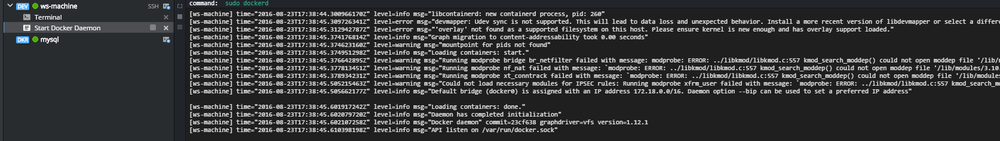 DEV ws-machine SSH
Terminal
Start Docker Daemon
DKR mysql
command: sudo dockerd
[ws-machine] time="2016-08-23T17:38:44.300966170Z" level=info msg="libcontainerd: new containerd process, pid: 260"
[ws-machine] time="2016-08-23T17:38:45.309726341Z" level=error msg="devmapper: Udev sync is not supported. This will lead to data loss and unexpected behavior. Install a more recent version of libdevmapper or select a differe
[ws-machine] time="2016-08-23T17:38:45.312942787Z" level=error msg="'overlay' not found as a supported filesystem on this host. Please ensure kernel is new enough and has overlay support loaded."
[ws-machine] time="2016-08-23T17:38:45.374176814Z" level=info msg="Graph migration to content-addressability took 0.00 seconds"
[ws-machine] time="2016-08-23T17:38:45.374623160Z" level=warning msg="mountpoint for pids not found"
[ws-machine] time="2016-08-23T17:38:45.374951298Z" level=info msg="Loading containers: start."
[ws-machine] time="2016-08-23T17:38:45.376642895Z" level=warning msg="Running modprobe bridge br_netfilter failed with message: modprobe: ERROR: ../libkmod/libkmod.c:557 kmod_search_moddep() could not open moddep file '/lib/m
[ws-machine] time="2016-08-23T17:38:45.377813451Z" level=warning msg="Running modprobe nf_nat failed with message: `modprobe: ERROR: ../libkmod/libkmod.c:557 kmod_search_moddep() could not open moddep file '/lib/modules/3.10.
[ws-machine] time="2016-08-23T17:38:45.378934231Z" level=warning msg="Running modprobe xt_conntrack failed with message: `modprobe: ERROR: ../libkmod/libkmod.c:557 kmod_search_moddep() could not open moddep file '/lib/module
[ws-machine] time="2016-08-23T17:38:45.505215463Z" level=warning msg="Could not load necessary modules for IPSEC rules: Running modprobe xfrm_user failed with message: `modprobe: ERROR: ../libkmod/libkmod.c:557 kmod_search_m
[ws-machine] time="2016-08-23T17:38:45.505662177Z" level=info msg="Default bridge (docker0) is assigned with an IP address 172.18.0.0/16. Daemon option --bip can be used to set a preferred IP address"
[ws-machine] time="2016-08-23T17:38:45.601917242Z" level=info msg="Loading containers: done."
[ws-machine] time="2016-08-23T17:38:45.602079720Z" level=info msg="Daemon has completed initialization"
[ws-machine] time="2016-08-23T17:38:45.602107258Z" level=info msg="Docker daemon" commit=23cf638 graphdriver=vfs version=1.12.1
[ws-machine] time="2016-08-23T17:38:45.610398198Z" level=info msg="API listen on /var/run/docker.sock"